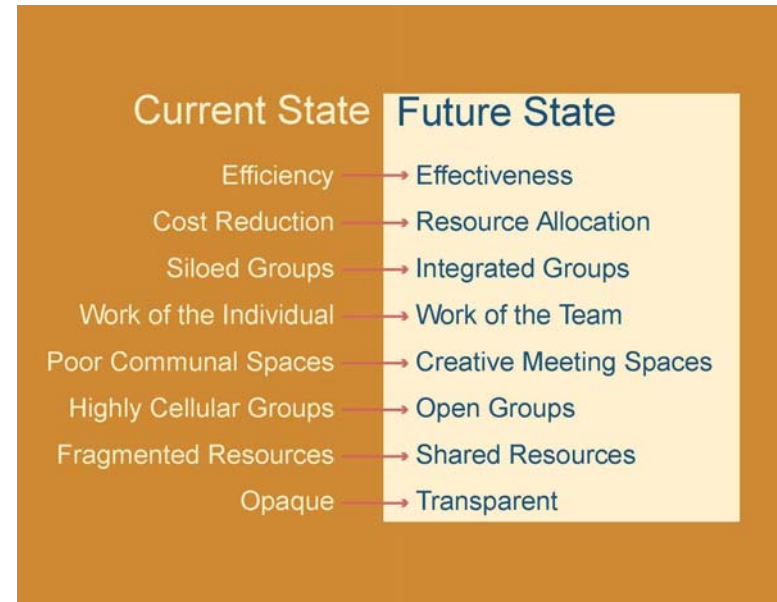 Current State Future State
Efficiency → Effectiveness
Cost Reduction → Resource Allocation
Siloed Groups → Integrated Groups
Work of the Individual → Work of the Team
Poor Communal Spaces → Creative Meeting Spaces
Highly Cellular Groups → Open Groups
Fragmented Resources → Shared Resources
Opaque → Transparent